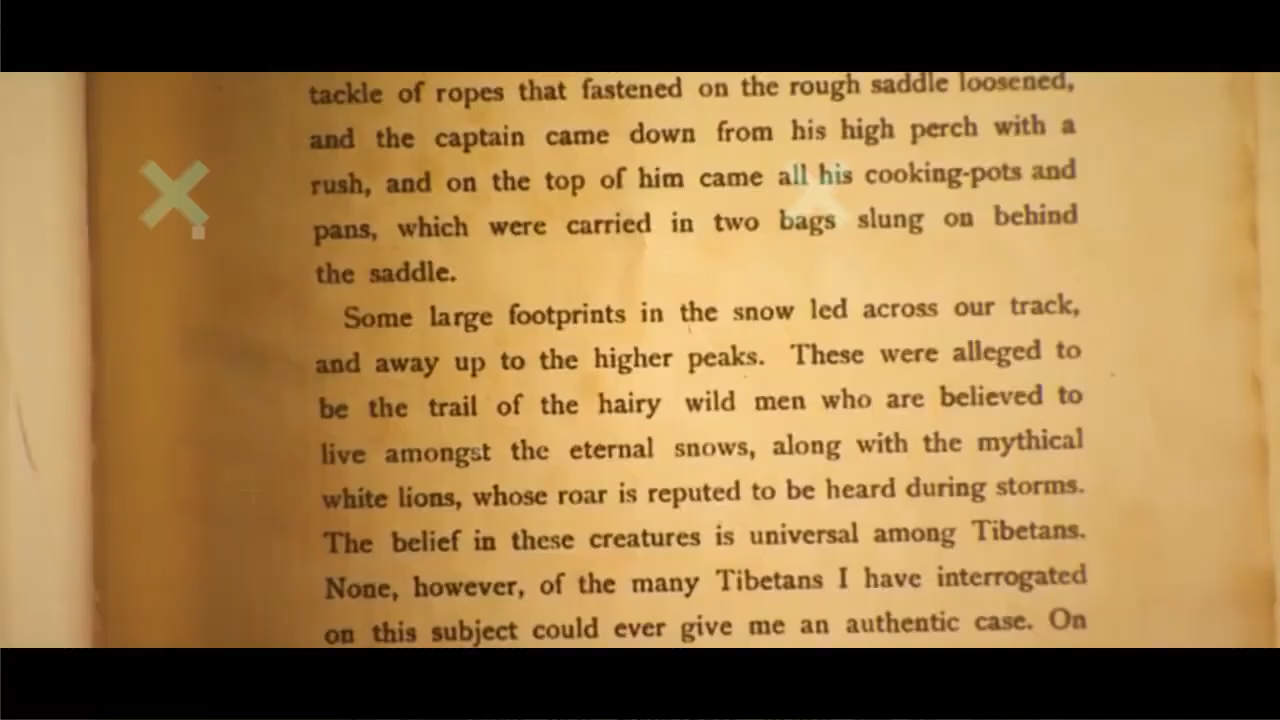 tackle of ropes that fastened on the rough saddle loosened,
and the captain came down from his high perch with a
rush, and on the top of him came all his cooking-pots and
pans, which were carried in two bags slung on behind
the saddle.
Some large footprints in the snow led across our track,
and away up to the higher peaks. These were alleged to
be the trail of the hairy wild men who are believed to
live amongst the eternal snows, along with the mythical
white lions, whose roar is reputed to be heard during storms.
The belief in these creatures is universal among Tibetans.
None, however, of the many Tibetans I have interrogated
on this subject could ever give me an authentic case. On